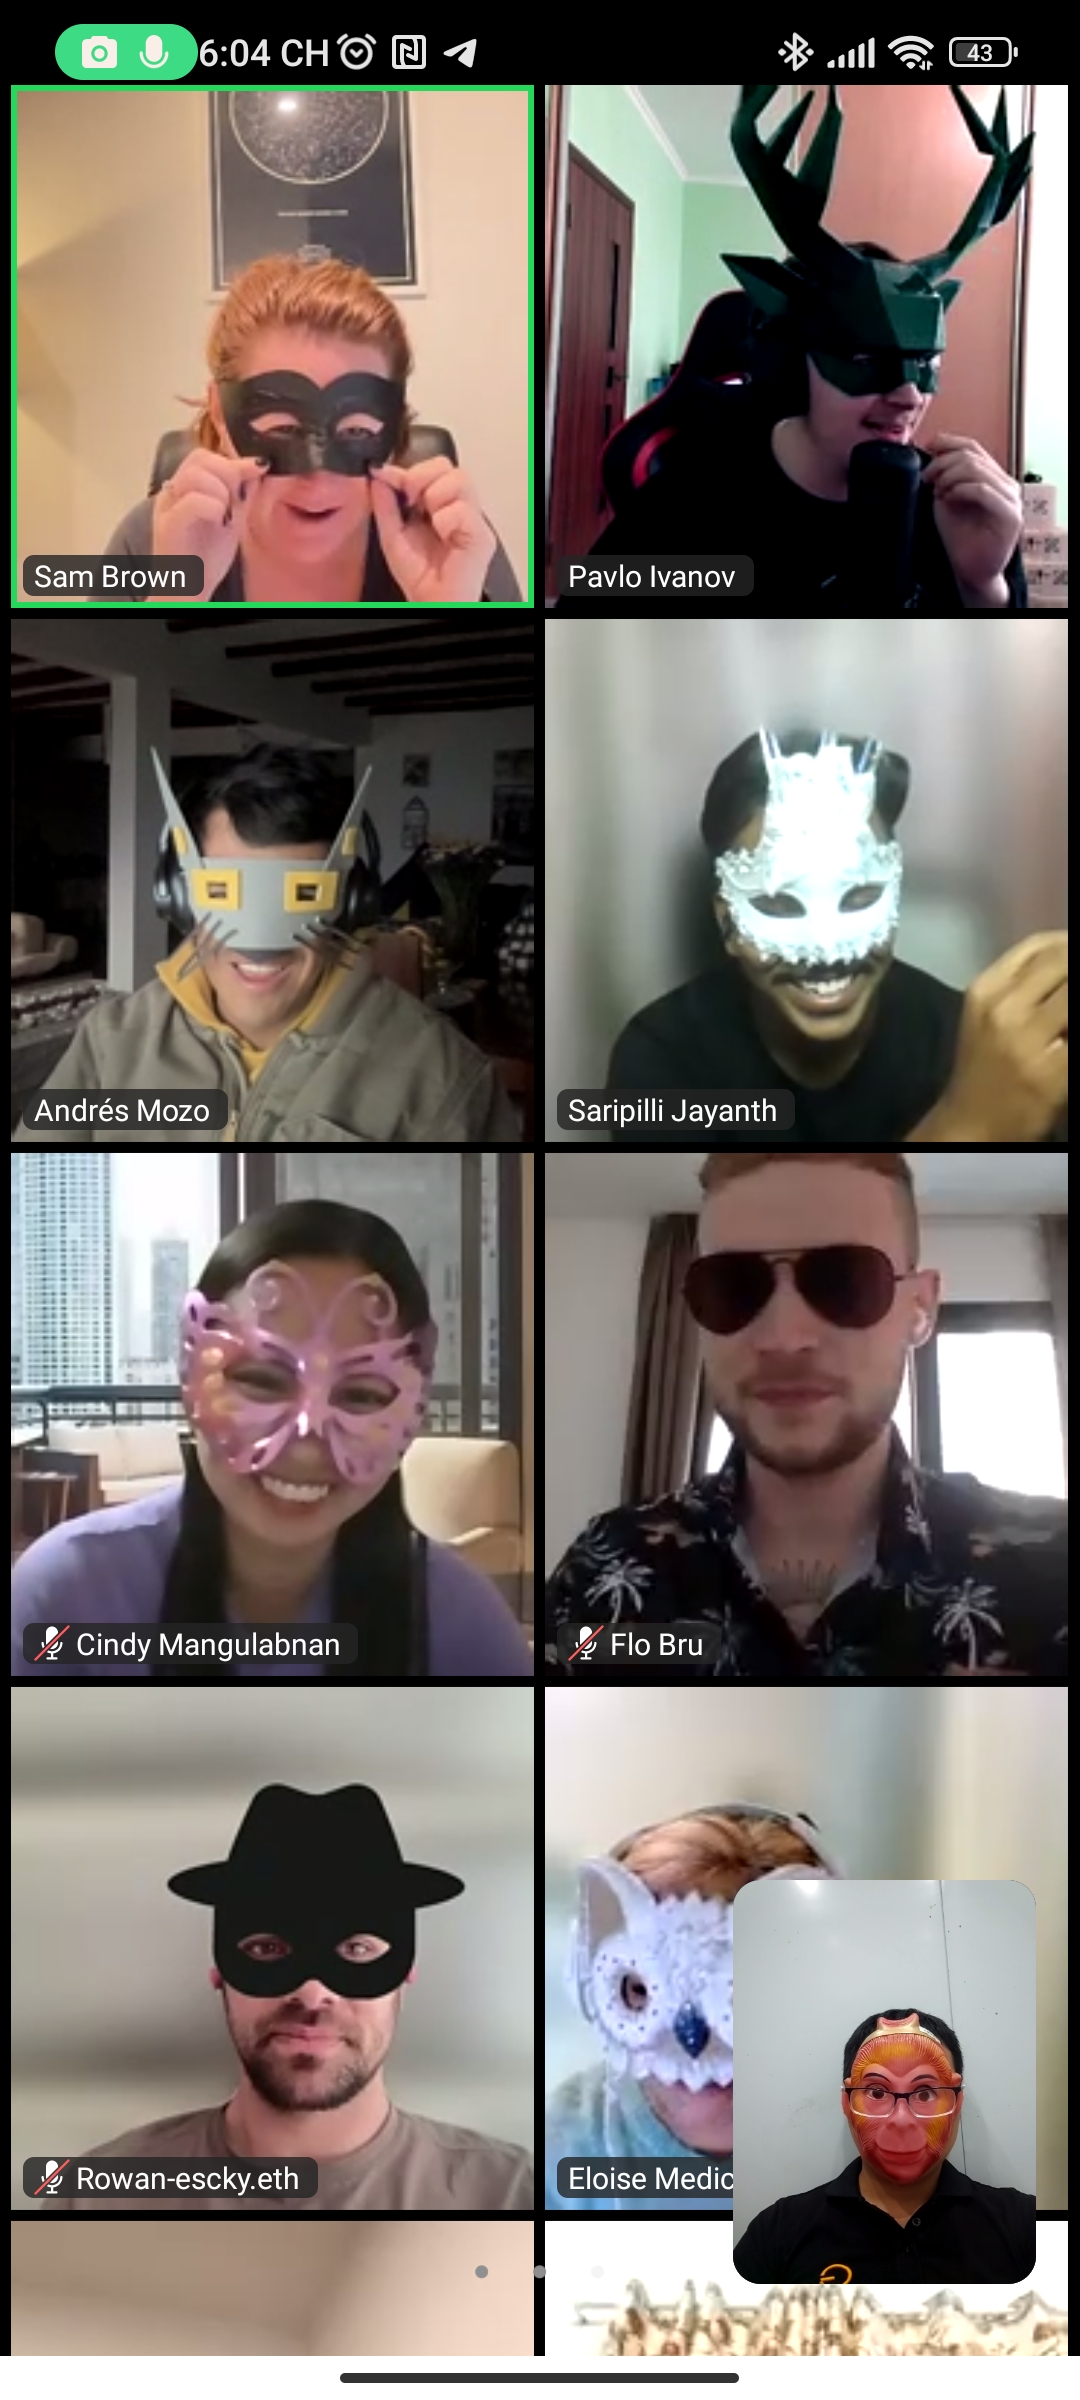 6:04 CH
43
Sam Brown
Pavlo Ivanov
Andrés Mozo
Saripilli Jayanth
Cindy Mangulabnan
Flo Bru
Rowan-escky.eth
Eloise Medic